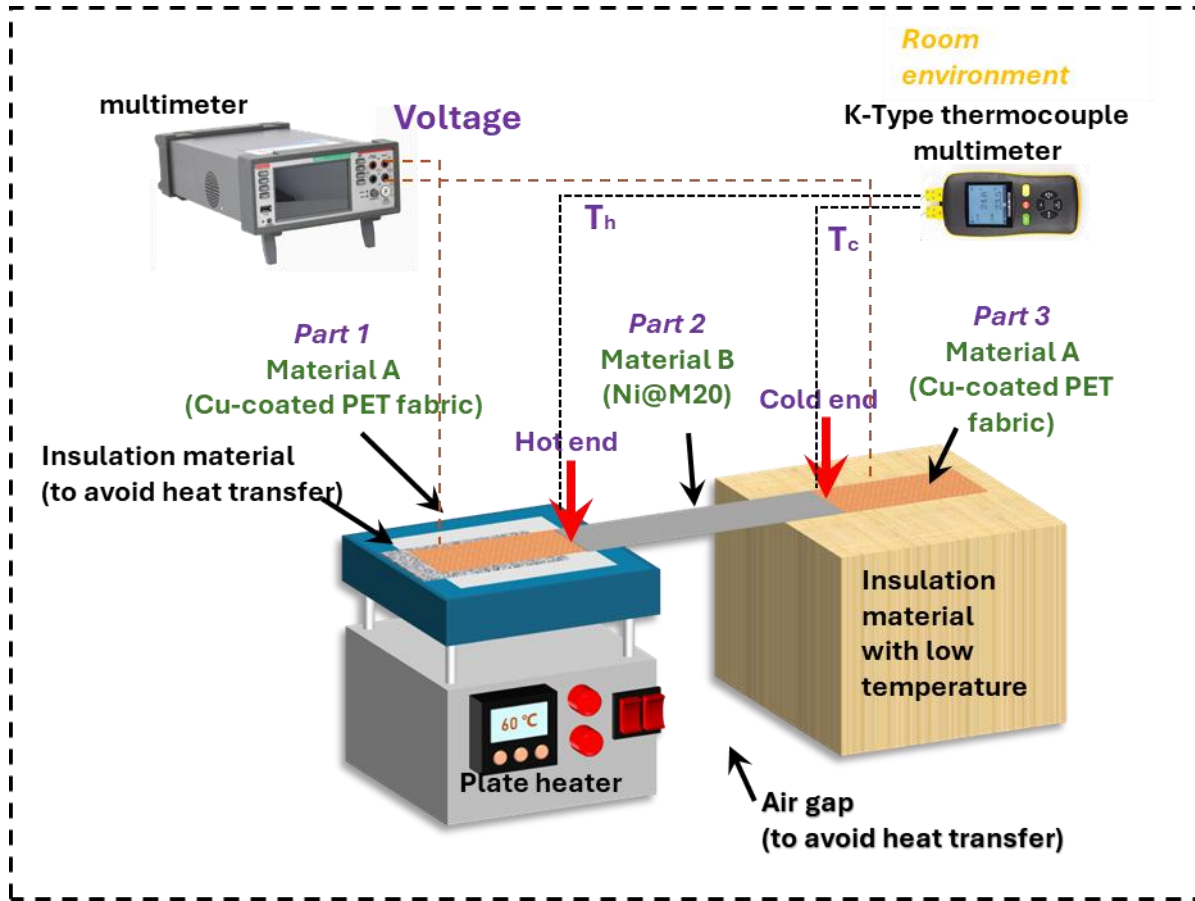 Room
environment
multimeter
Voltage
K-Type thermocouple
multimeter
Th
Tc
Part 1
Material A
(Cu-coated PET fabric)
Part 2
Material B
(Ni@M20)
Part 3
Material A
(Cu-coated PET
fabric)
Cold end
Hot end
Insulation material
(to avoid heat transfer)
Insulation
material
with low
temperature
60 ℃
Plate heater
Air gap
(to avoid heat transfer)